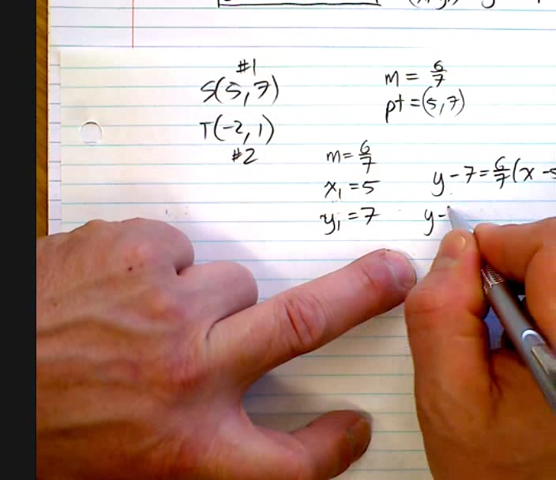 #1
S(5,7)
T(-2,1)
#2
m = 6/7
pt = (5,7)
m = 6/7
x₁ = 5
y₁ = 7
y - 7 = 6/7 (x - 5
y -